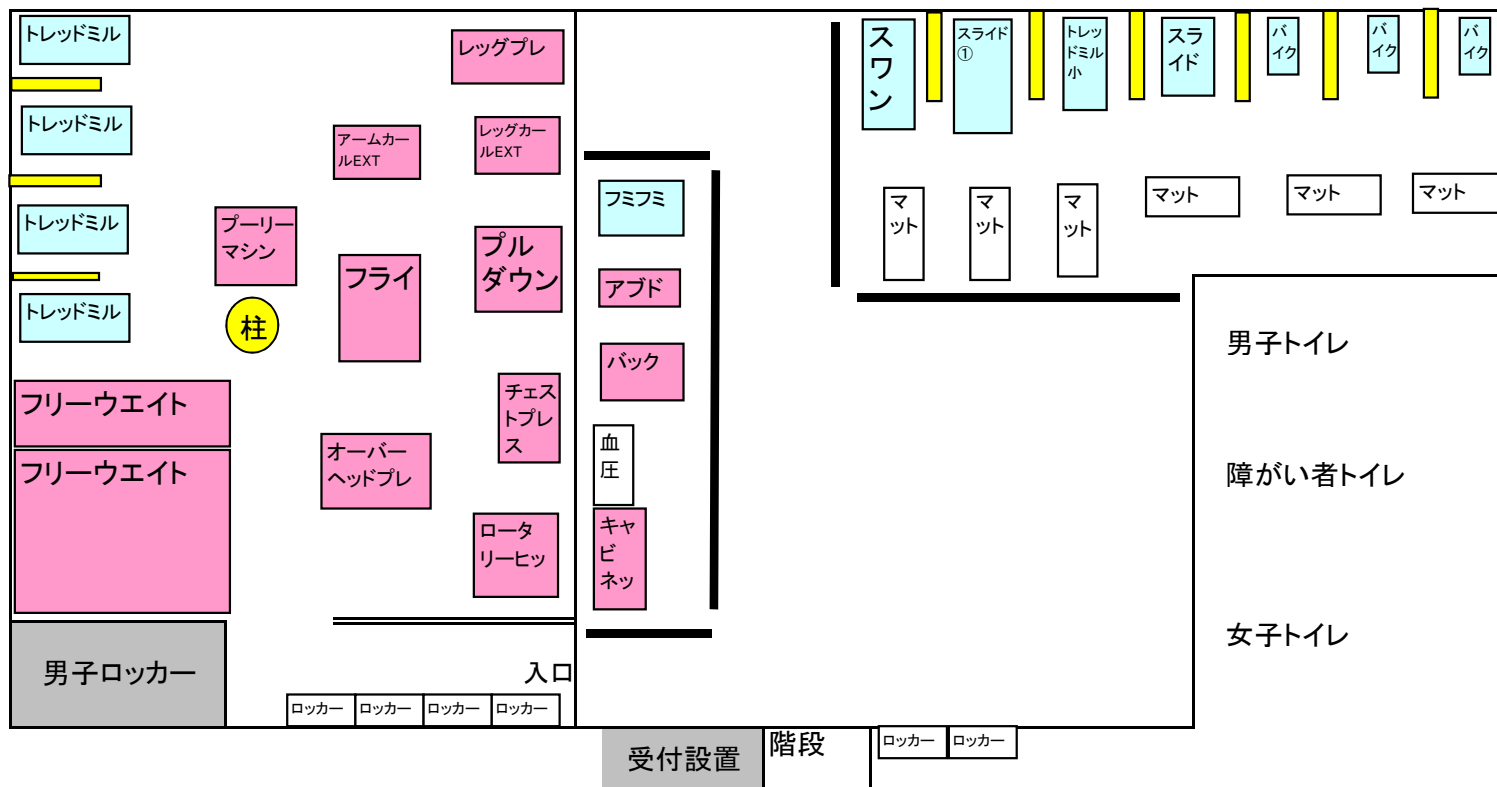 トレッドミル
トレッドミル
トレッドミル
トレッドミル
フリーウエイト
フリーウエイト
男子ロッカー
プーリー
マシン
柱
アームカー
ルEXT
フライ
オーバー
ヘッドプレ
レッグプレ
レッグカー
ルEXT
プル
ダウン
チェス
トプレ
ス
ロータ
リーヒッ
入口
ロッカー
ロッカー
ロッカー
ロッカー
フミフミ
アブド
バック
血
圧
キャ
ビ
ネッ
ス
ワ
ン
スライド
①
トレッ
ドミル
小
スラ
イド
バ
イク
バ
イク
バ
イク
マ
ット
マ
ット
マ
ット
マット
マット
マット
男子トイレ
障がい者トイレ
女子トイレ
受付設置
階段
ロッカー
ロッカー